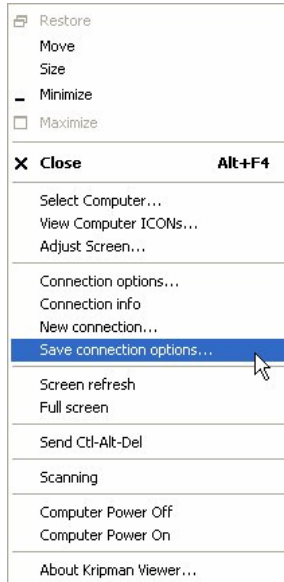 Restore
Move
Size
Minimize
Maximize
Close Alt+F4
Select Computer...
View Computer ICONs...
Adjust Screen...
Connection options...
Connection info
New connection...
Save connection options...
Screen refresh
Full screen
Send Ctl-Alt-Del
Scanning
Computer Power Off
Computer Power On
About Kripman Viewer...